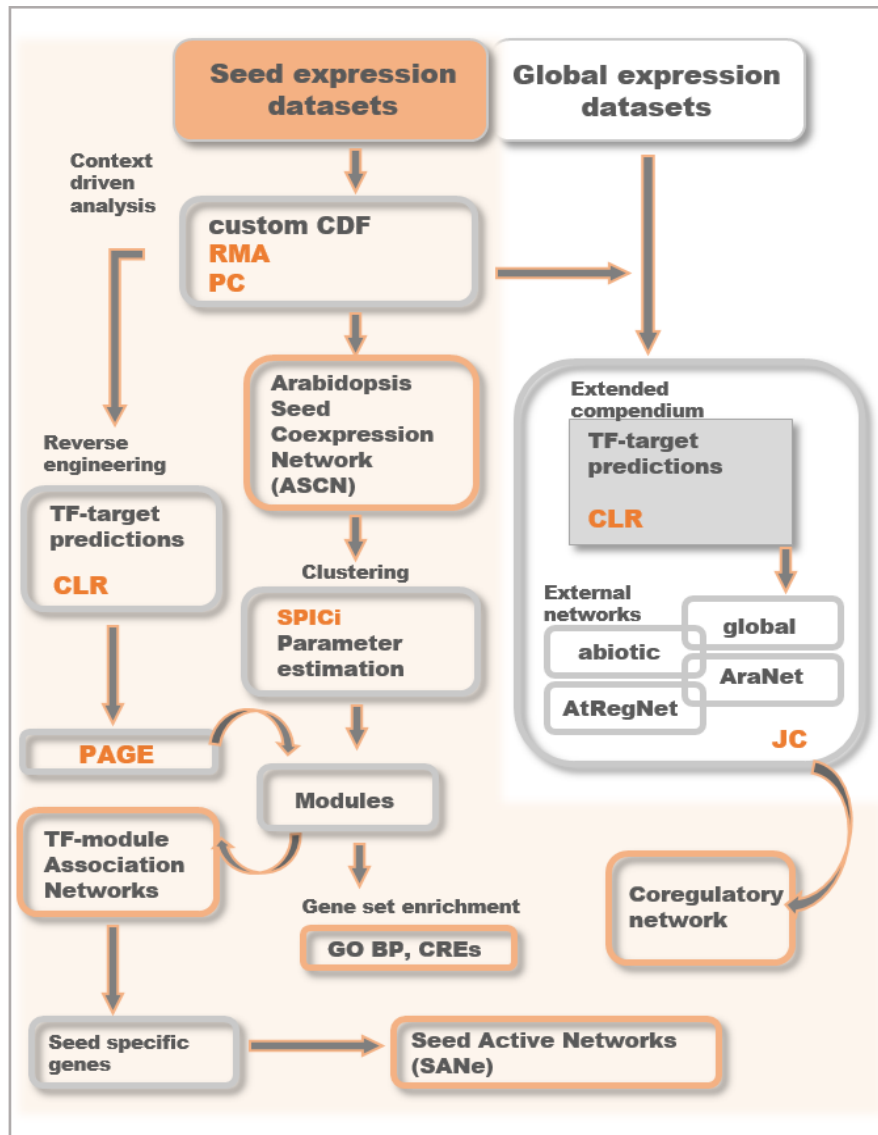 Seed expression
datasets
Global expression
datasets
Context
driven
analysis
custom CDF
RMA
PC
Arabidopsis
Seed
Coexpression
Network
(ASCN)
Extended
compendium
TF-target
predictions
CLR
Reverse
engineering
TF-target
predictions
CLR
Clustering
SPICi
Parameter
estimation
External
networks
global
abiotic
AraNet
AtRegNet
JC
PAGE
Modules
TF-module
Association
Networks
Gene set enrichment
GO BP, CREs
Coregulatory
network
Seed specific
genes
Seed Active Networks
(SANe)